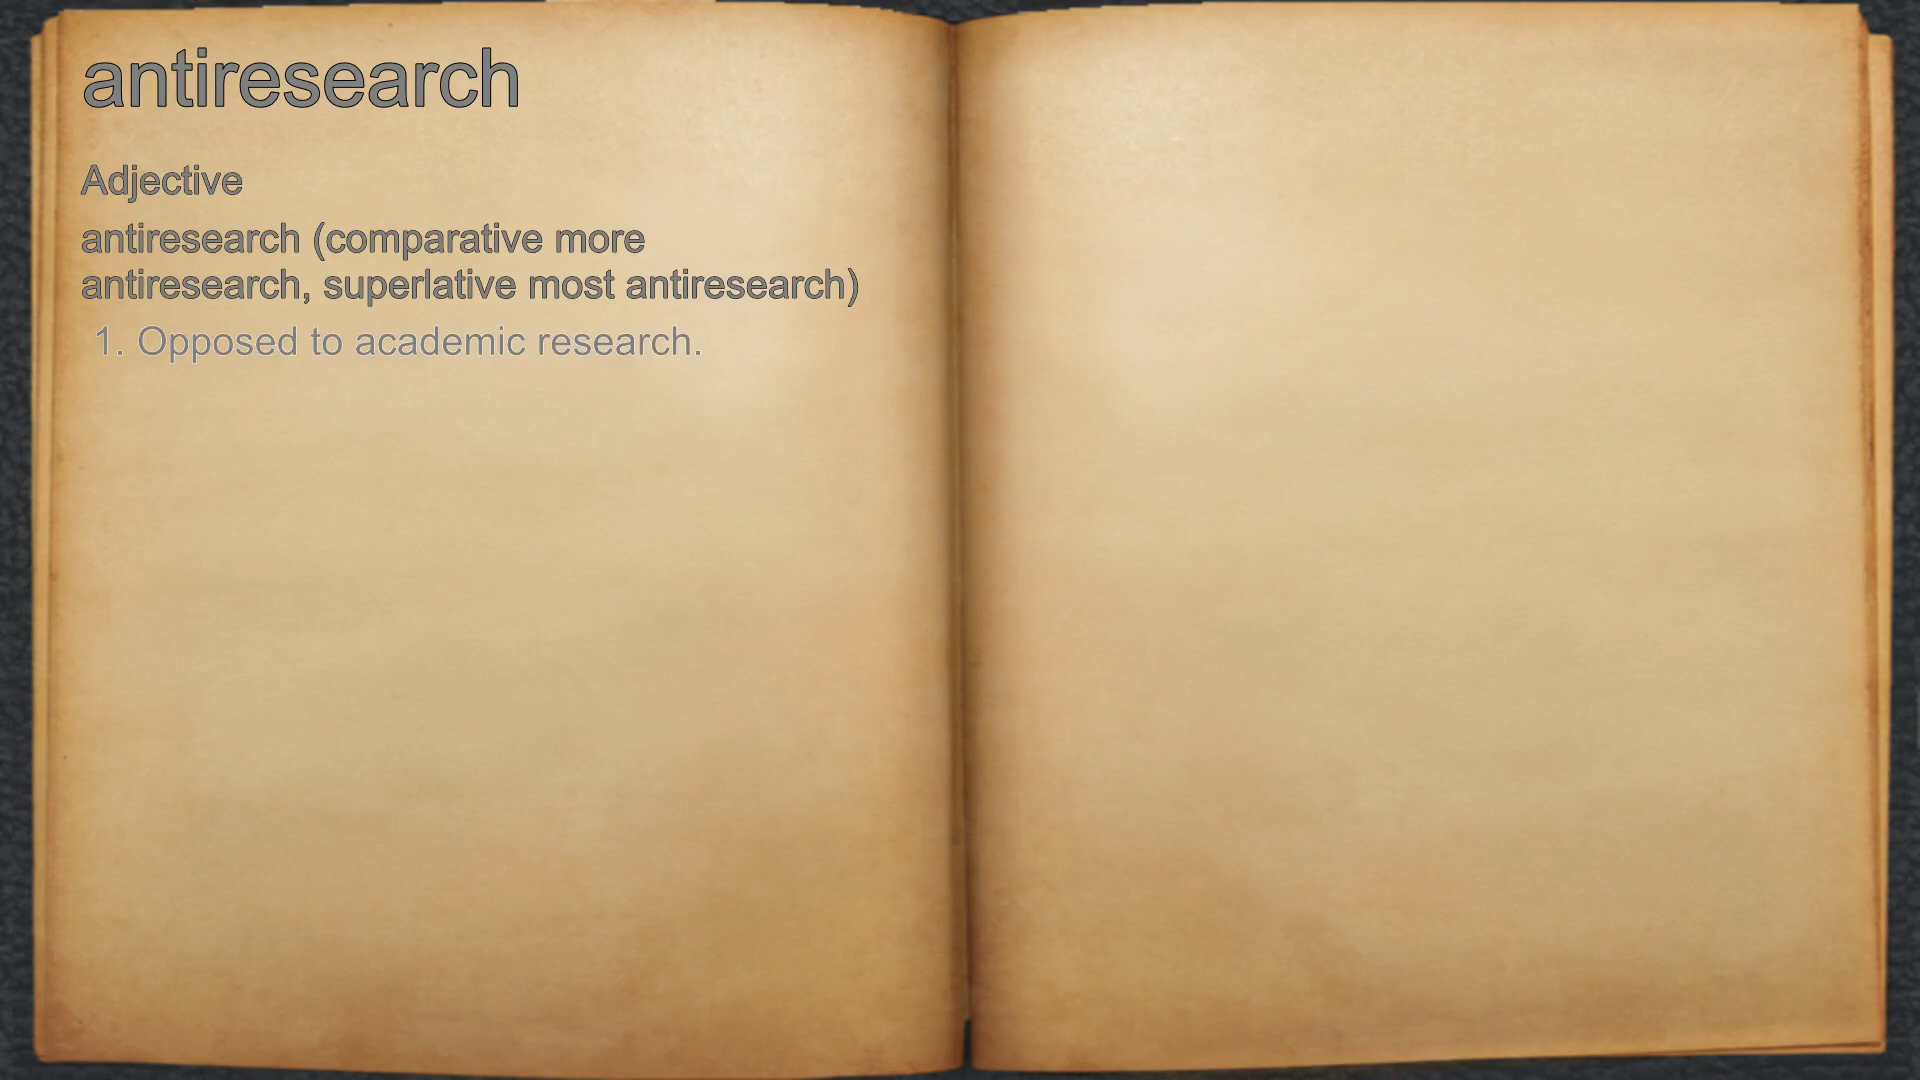 antiresearch
Adjective
antiresearch (comparative more
antiresearch, superlative most antiresearch)
1. Opposed to academic research.